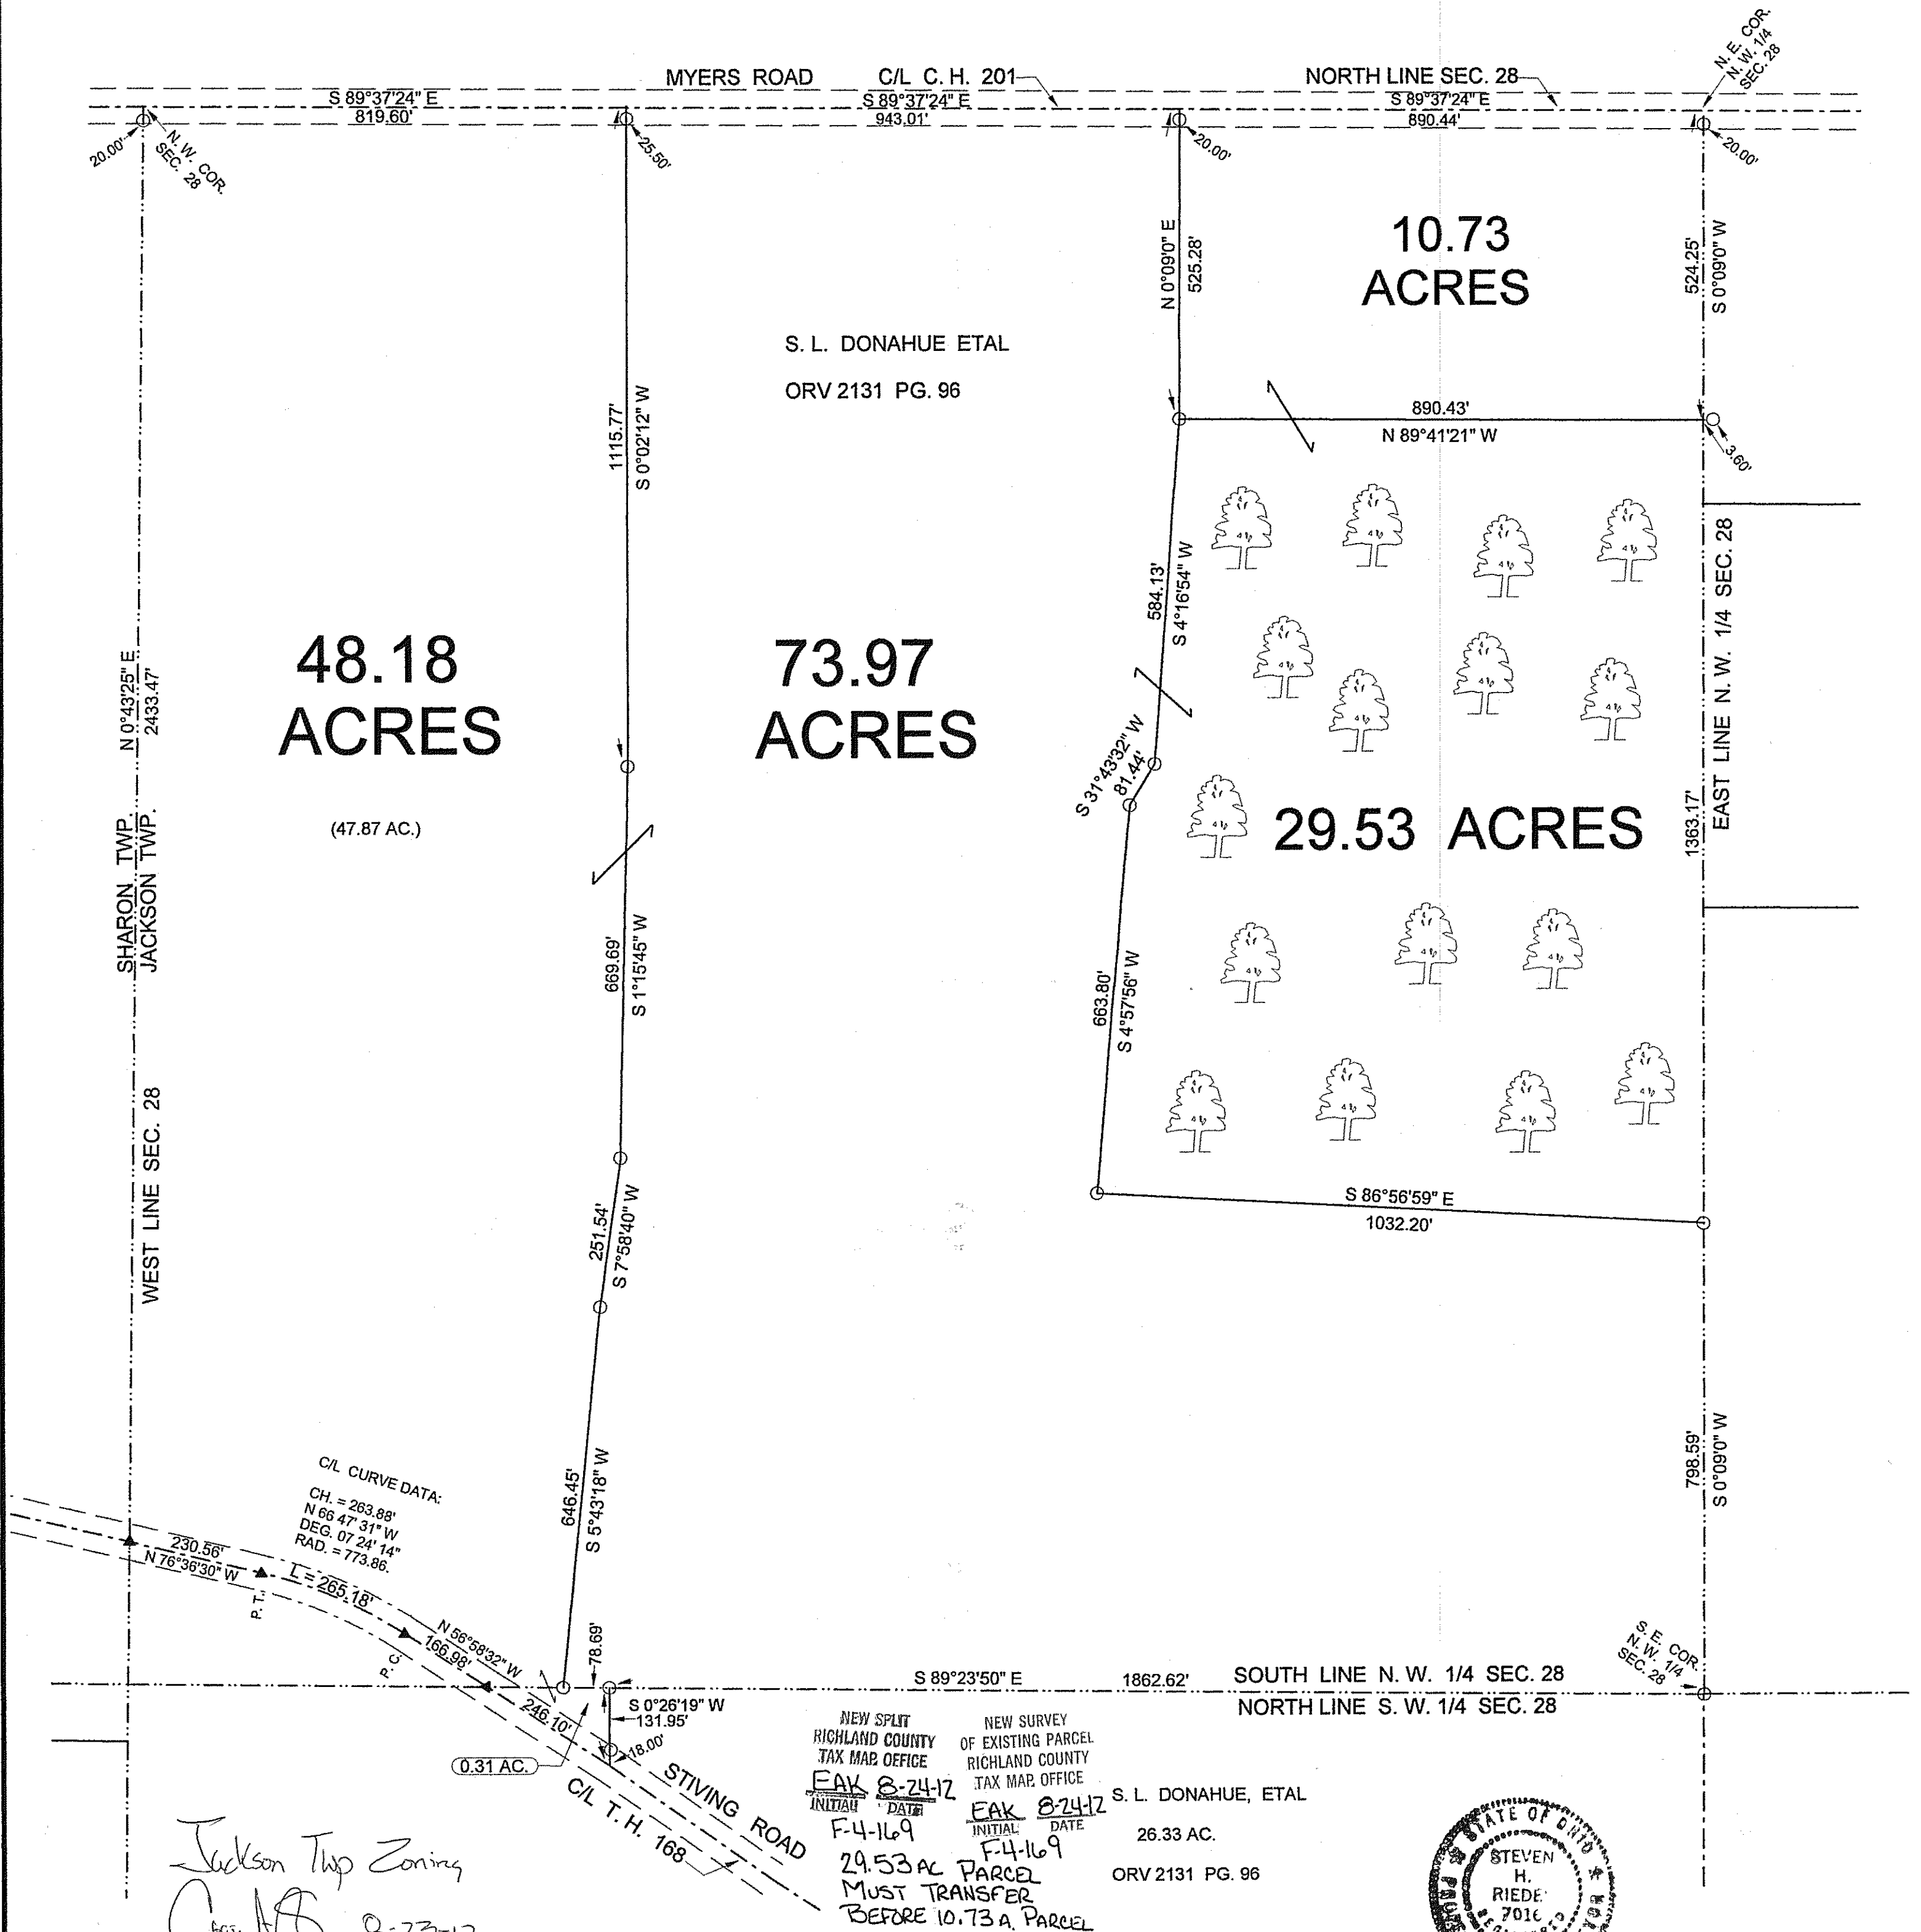 MYERS ROAD C/L C. H. 201
NORTH LINE SEC. 28
N. E. COR.
N. W. 1/4
SEC. 28
S 89°37'24" E
819.60'
S 89°37'24" E
943.01'
S 89°37'24" E
890.44'
20.00'
N. W. COR.
SEC. 28
25.50'
20.00'
20.00'
N 0°09'0" E
525.28'
10.73
ACRES
524.25'
S 0°09'0" W
S. L. DONAHUE ETAL
ORV 2131 PG. 96
1115.77'
S 0°02'12" W
890.43'
N 89°41'21" W
3.60'
584.13'
S 4°16'54" W
EAST LINE N. W. 1/4 SEC. 28
N 0°43'25" E
2433.47'
SHARON TWP.
JACKSON TWP.
48.18
ACRES
(47.87 AC.)
73.97
ACRES
S 31°43'32" W
81.44'
29.53 ACRES
1363.17'
669.69'
S 1°15'45" W
663.80'
S 4°57'56" W
WEST LINE SEC. 28
251.54'
S 7°58'40" W
S 86°56'59" E
1032.20'
646.45'
S 5°43'18" W
798.59'
S 0°09'0" W
C/L CURVE DATA:
CH. = 263.88'
N 66 47' 31" W
DEG. 07 24' 14"
RAD. = 773.86.
230.56'
N 76°36'30" W
P. T.
L = 265.18'
P. C.
N 56°58'32" W
166.98'
78.69'
246.10'
S 89°23'50" E 1862.62'
SOUTH LINE N. W. 1/4 SEC. 28
NORTH LINE S. W. 1/4 SEC. 28
S. E. COR.
N. W. 1/4
SEC. 28
S 0°26'19" W
131.95'
18.00'
0.31 AC.
STIVING ROAD
C/L T. H. 168
NEW SPLIT
RICHLAND COUNTY
TAX MAP OFFICE
EAK 8-24-12
INITIAL DATE
F-4-169
29.53 AC PARCEL
MUST TRANSFER
BEFORE 10.73 A. PARCEL
NEW SURVEY
OF EXISTING PARCEL
RICHLAND COUNTY
TAX MAP OFFICE
EAK 8-24-12
INITIAL DATE
F-4-169
S. L. DONAHUE, ETAL
26.33 AC.
ORV 2131 PG. 96
Jackson Twp Zoning
STATE OF OHIO
STEVEN
H.